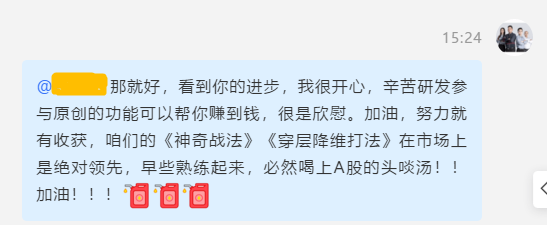 15:24
@ 那就好，看到你的进步，我很开心，辛苦研发参
与原创的功能可以帮你赚到钱，很是欣慰。加油，努力就
有收获，咱们的《神奇战法》《穿层降维打法》在市场上
是绝对领先，早些熟练起来，必然喝上A股的头啖汤！！
加油！！！